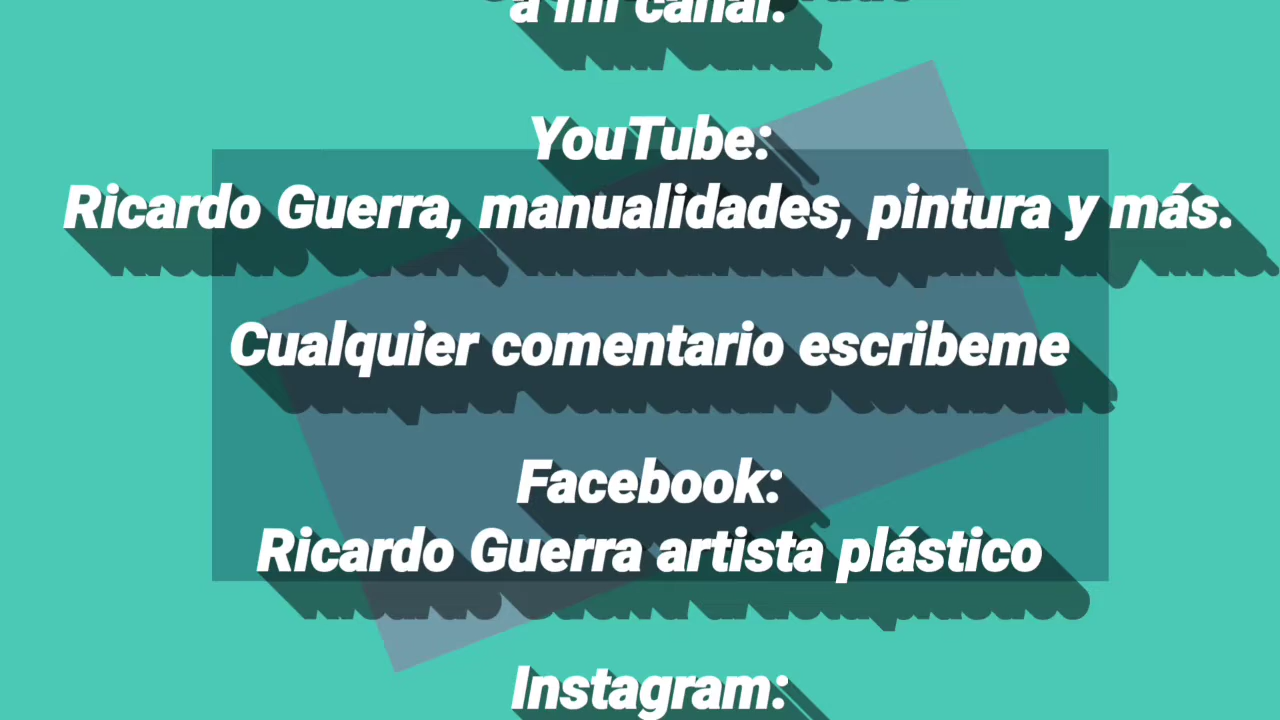 a mi canal.
YouTube:
Ricardo Guerra, manualidades, pintura y más.
Cualquier comentario escribeme
Facebook:
Ricardo Guerra artista plástico
Instagram: